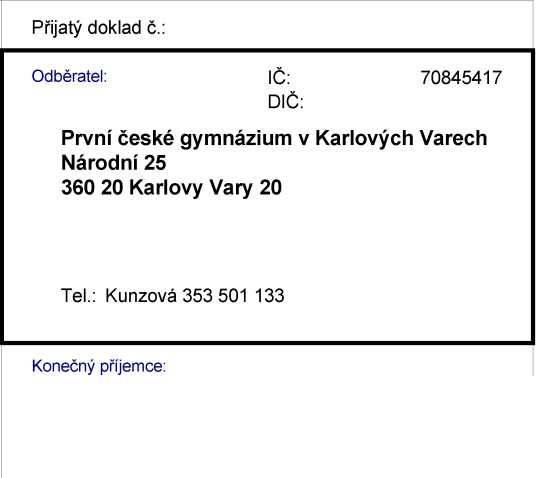 Přijatý doklad č.:
Odběratel: IČ: 70845417
DIČ:
První české gymnázium v Karlových Varech
Národní 25
360 20 Karlovy Vary 20
Tel.: Kunzová 353 501 133
Konečný příjemce: